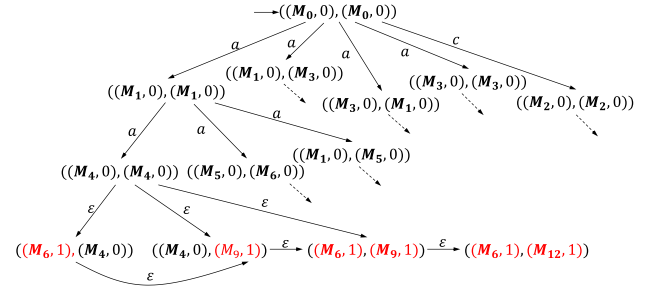 ((M₀, 0), (M₀, 0))
a a a a c
((M₁, 0), (M₃, 0)) ((M₃, 0), (M₃, 0))
((M₁, 0), (M₁, 0)) ((M₃, 0), (M₁, 0)) ((M₂, 0), (M₂, 0))
a a a
((M₁, 0), (M₅, 0))
((M₄, 0), (M₄, 0)) ((M₅, 0), (M₆, 0))
ε ε ε
((M₆, 1), (M₄, 0)) ((M₄, 0), (M₉, 1)) ε ((M₆, 1), (M₉, 1)) ε ((M₆, 1), (M₁₂, 1))
ε